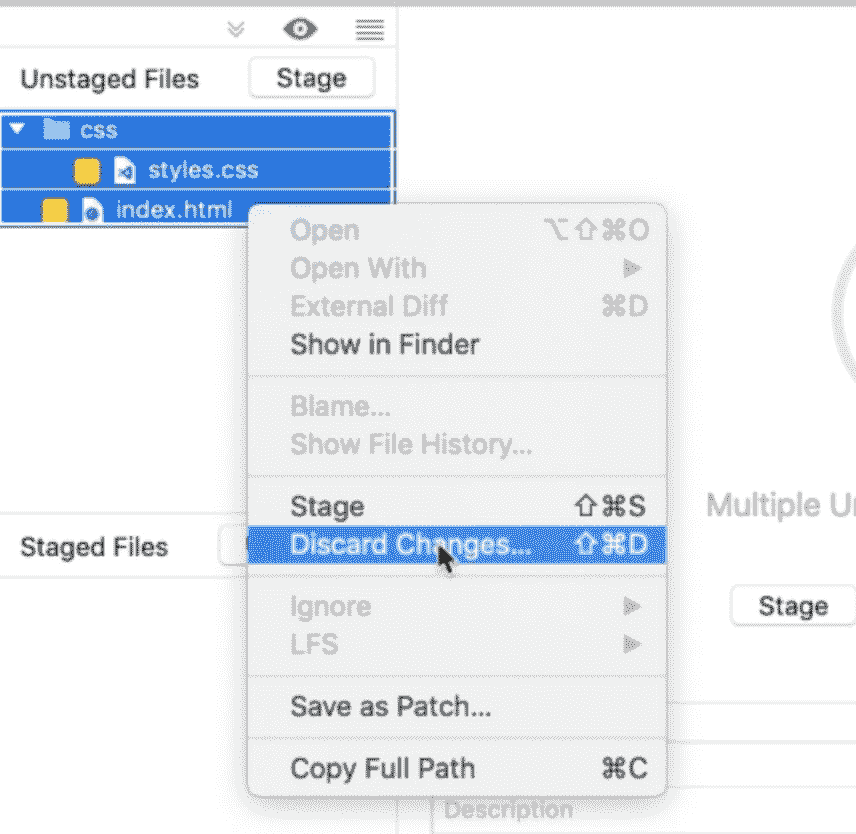 Unstaged Files Stage
css
styles.css
index.html
Open ⌥⇧⌘O
Open With ▶
External Diff ⌘D
Show in Finder
Blame...
Show File History...
Stage ⇧⌘S
Multiple
Staged Files
Discard Changes... ⇧⌘D
Ignore ▶
Stage
LFS ▶
Save as Patch...
Copy Full Path ⌘C
Description